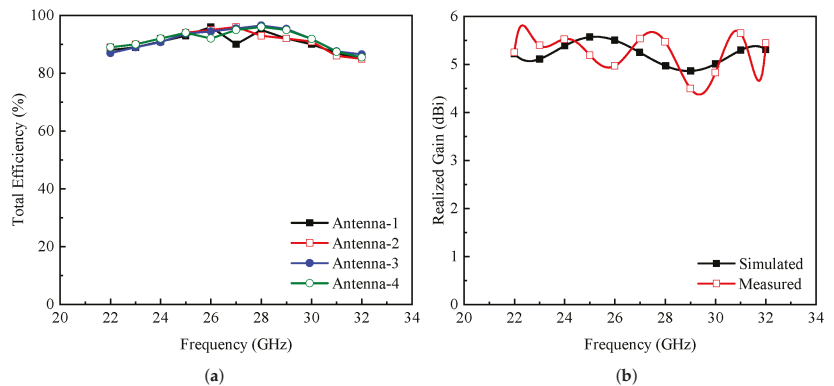 100
80
60
40
20
0
Total Efficiency (%)
Antenna-1
Antenna-2
Antenna-3
Antenna-4
20 22 24 26 28 30 32 34
Frequency (GHz)
(a)
6
5
4
3
2
1
0
Realized Gain (dBi)
Simulated
Measured
20 22 24 26 28 30 32 34
Frequency (GHz)
(b)